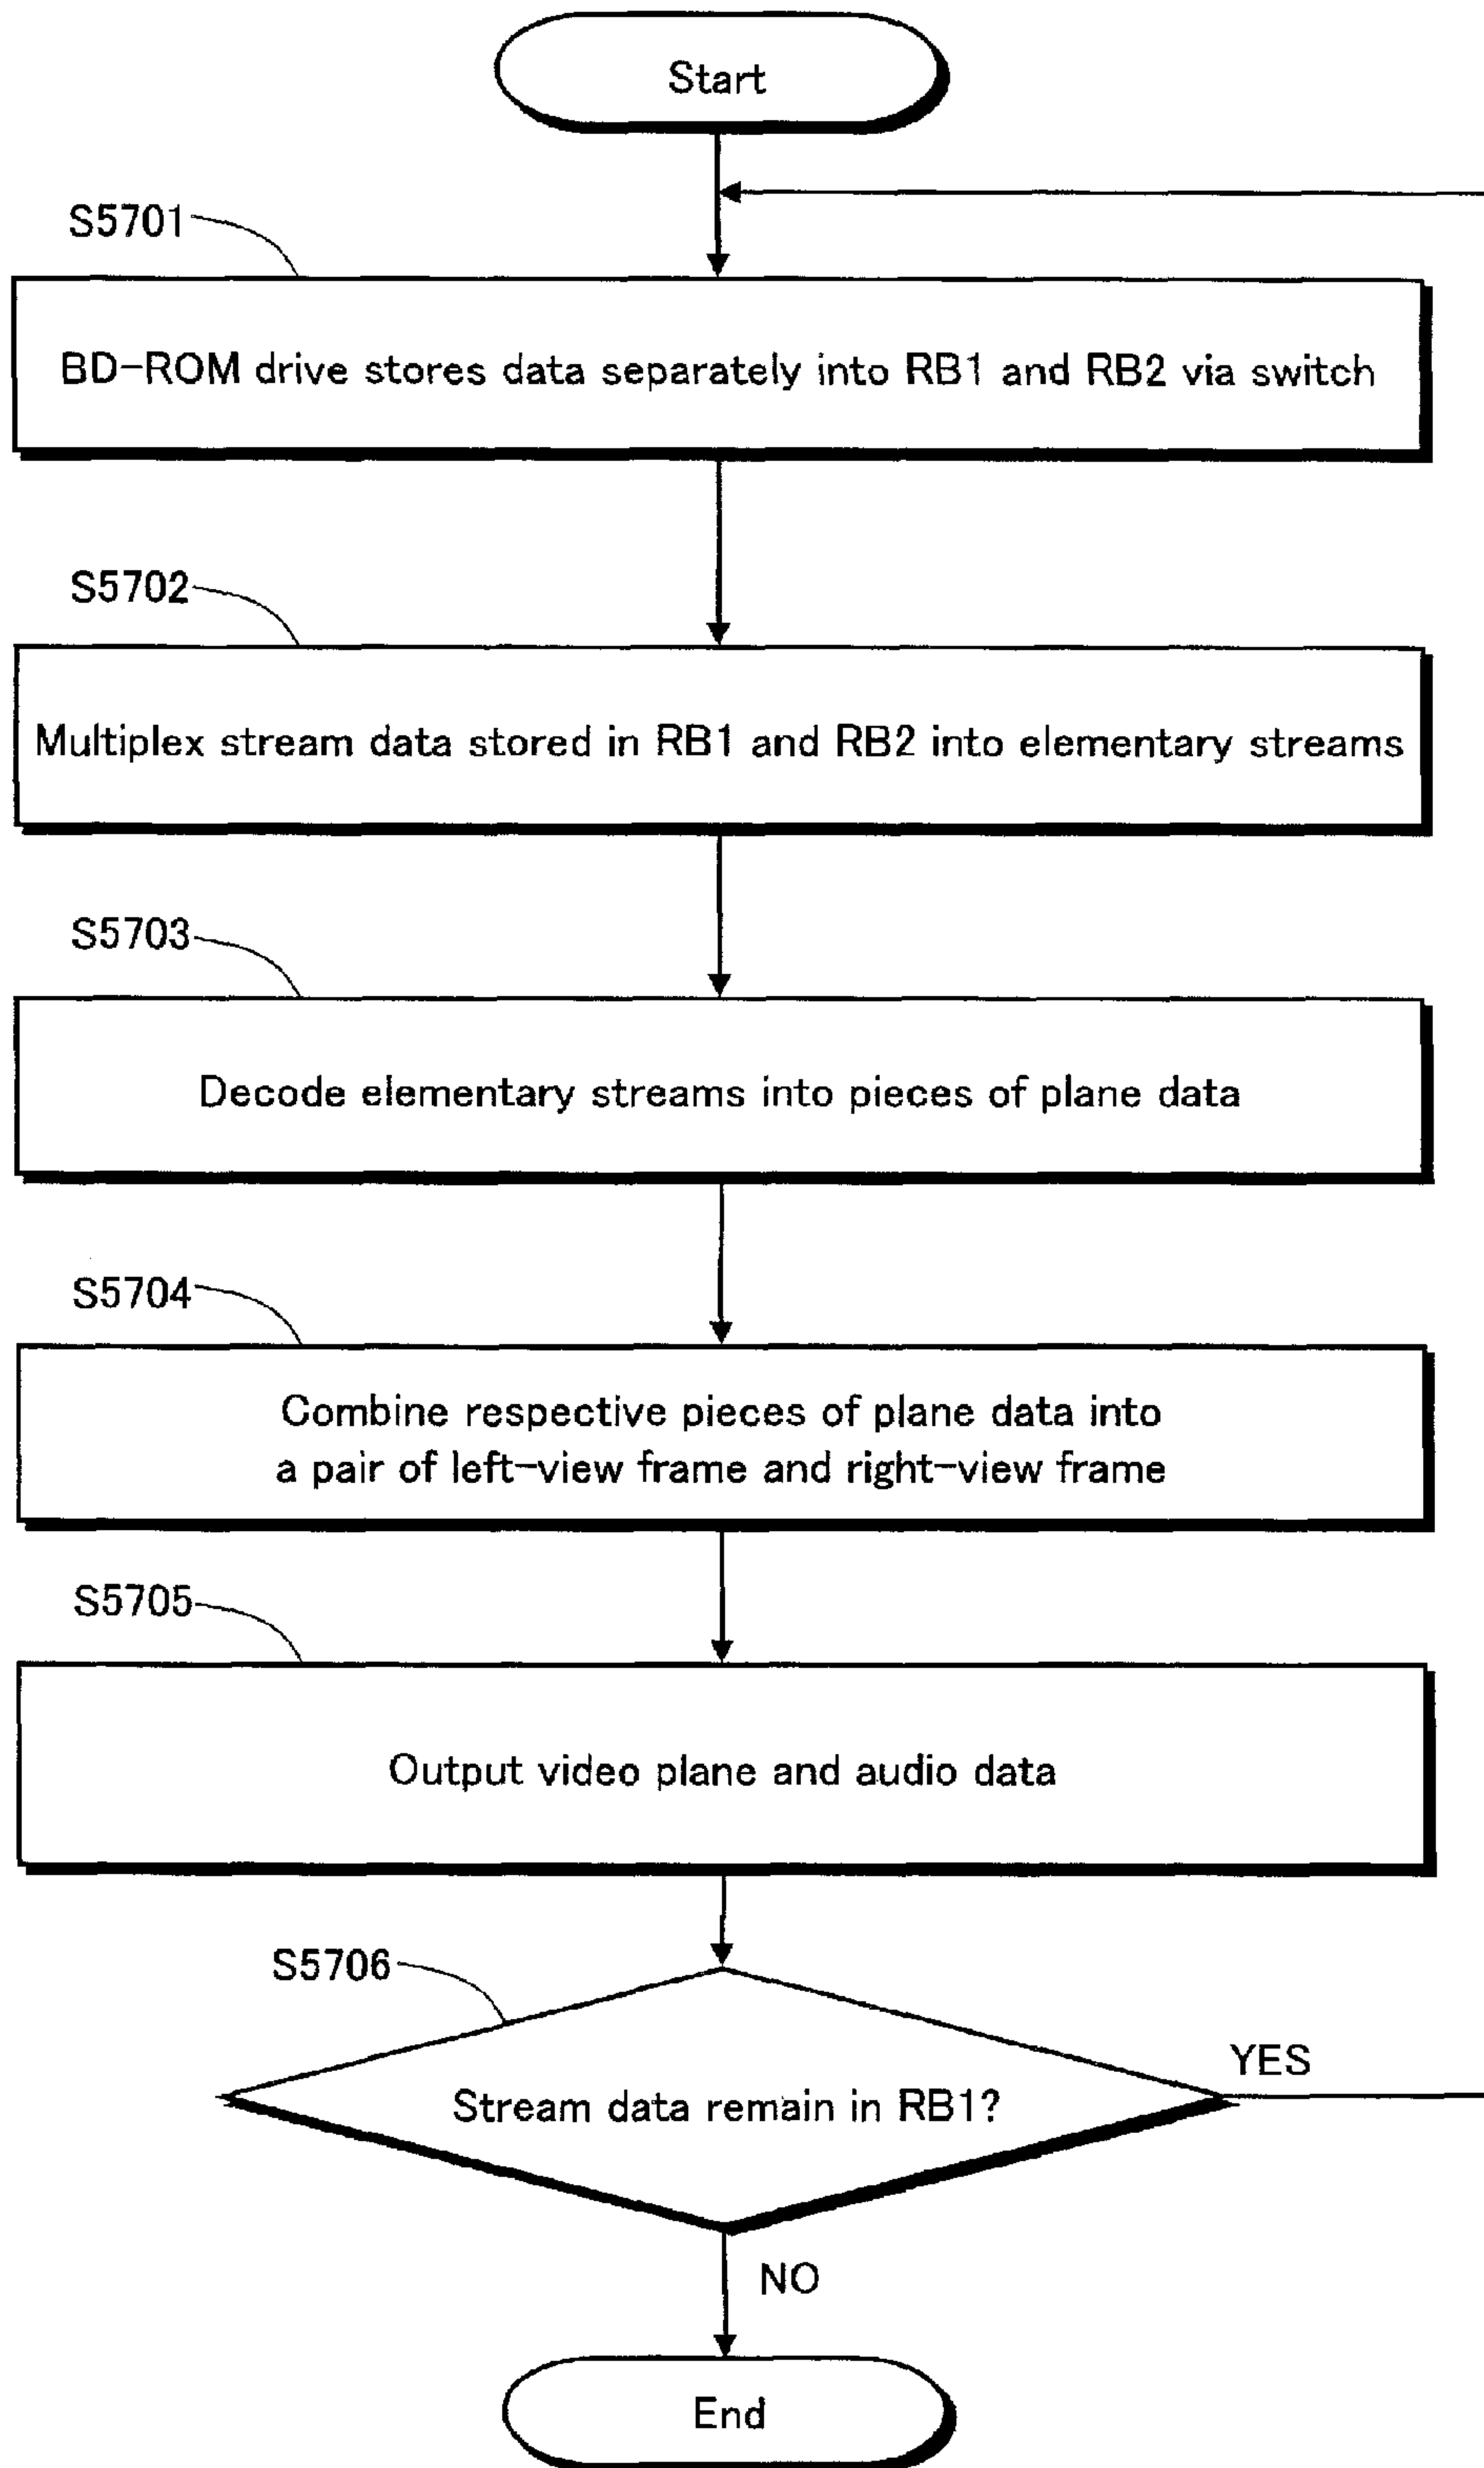 Start
S5701
BD-ROM drive stores data separately into RB1 and RB2 via switch
S5702
Multiplex stream data stored in RB1 and RB2 into elementary streams
S5703
Decode elementary streams into pieces of plane data
S5704
Combine respective pieces of plane data into
a pair of left-view frame and right-view frame
S5705
Output video plane and audio data
S5706
Stream data remain in RB1?
YES
NO
End